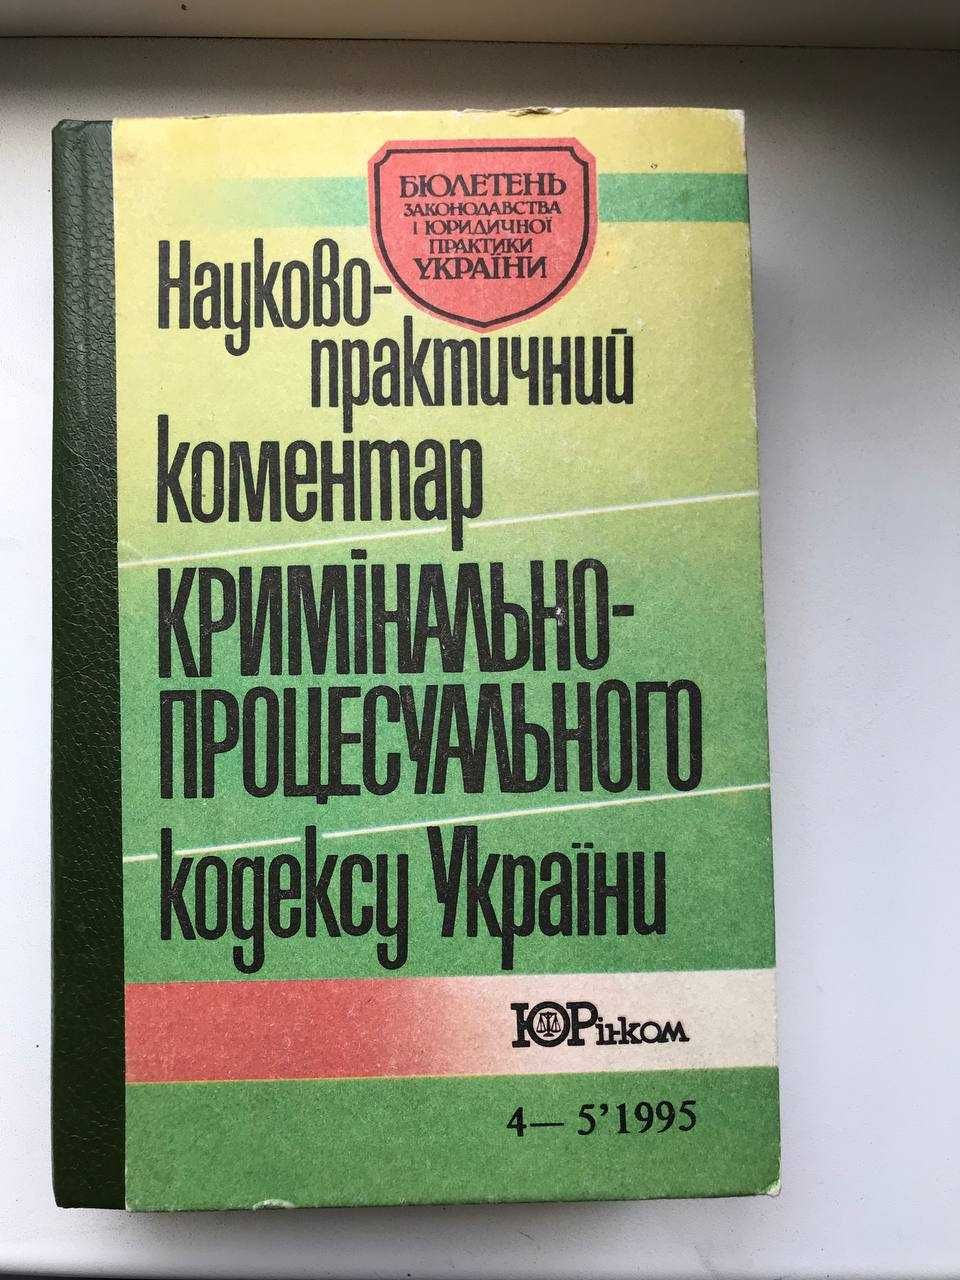 БЮЛЕТЕНЬ
ЗАКОНОДАВСТВА
І ЮРИДИЧНОЇ
ПРАКТИКИ
УКРАЇНИ
Науково-
практичний
коментар
КРИМІНАЛЬНО-
ПРОЦЕСУАЛЬНОГО
кодексу України
ЮРінком
4— 5’1995